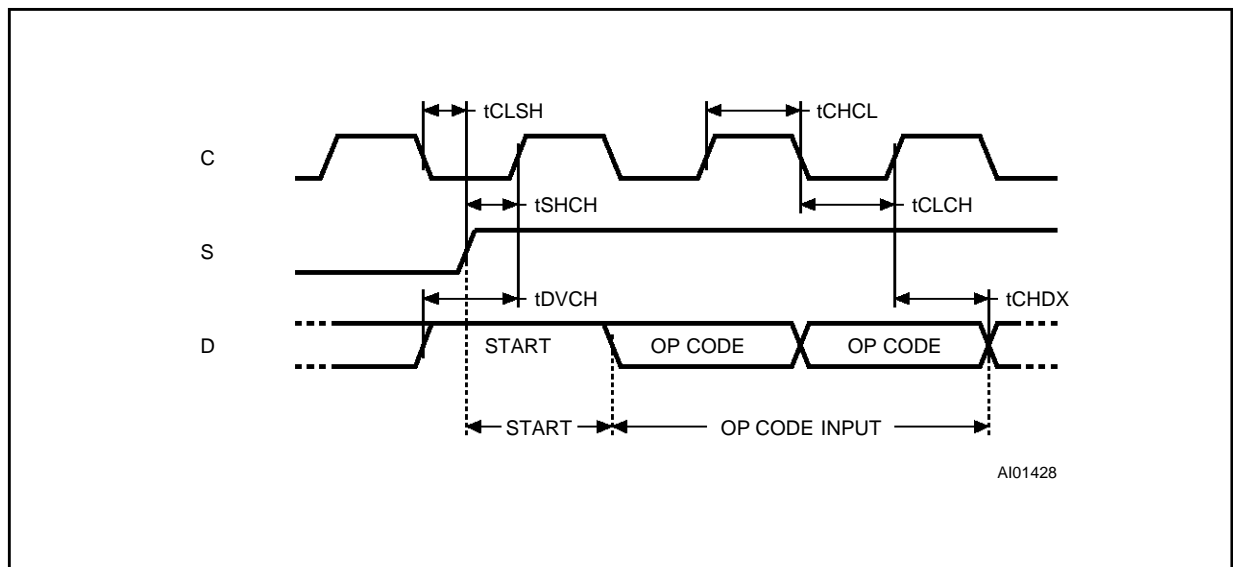 tCLSH
tCHCL
C
tSHCH
tCLCH
S
tDVCH
tCHDX
D
START
OP CODE
OP CODE
START
OP CODE INPUT
AI01428